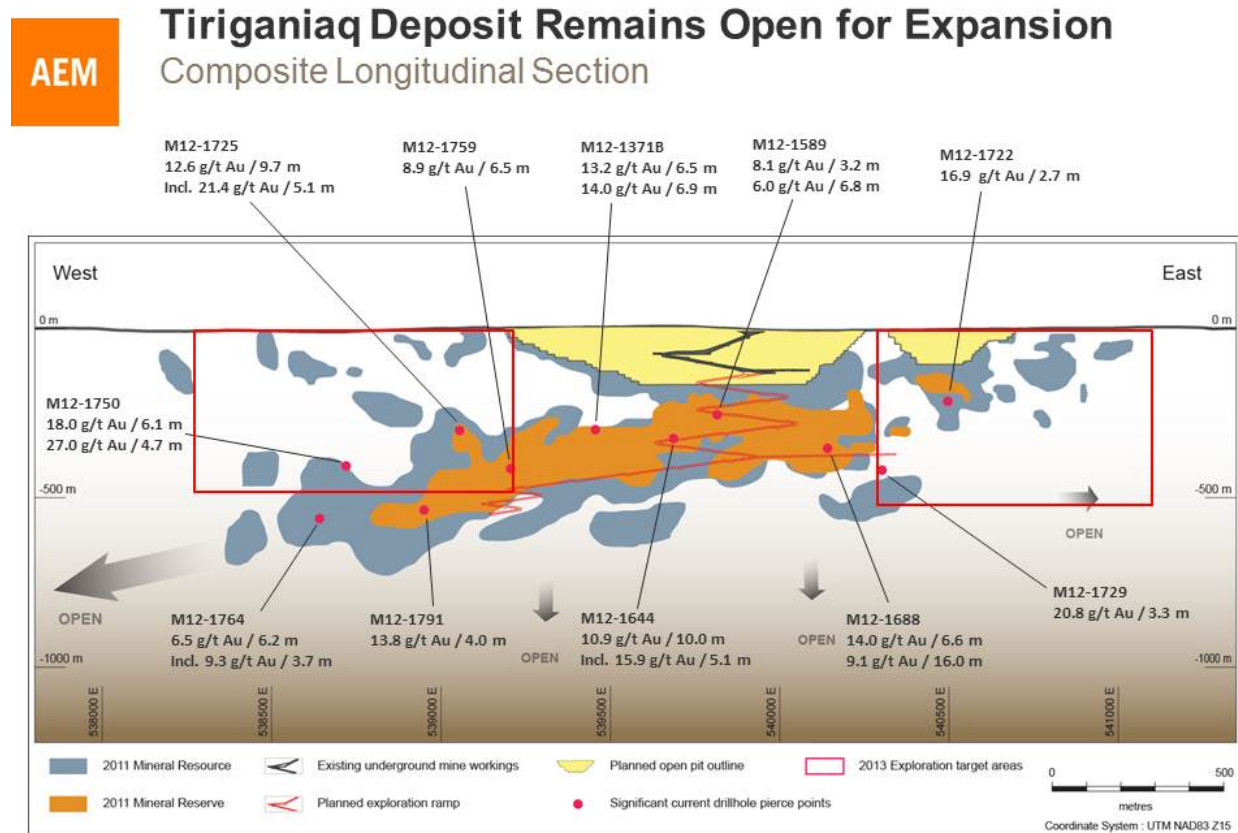 AEM
Tiriganiaq Deposit Remains Open for Expansion
Composite Longitudinal Section
M12-1725
12.6 g/t Au / 9.7 m
Incl. 21.4 g/t Au / 5.1 m
M12-1759
8.9 g/t Au / 6.5 m
M12-1371B
13.2 g/t Au / 6.5 m
14.0 g/t Au / 6.9 m
M12-1589
8.1 g/t Au / 3.2 m
6.0 g/t Au / 6.8 m
M12-1722
16.9 g/t Au / 2.7 m
West
East
0 m
0 m
M12-1750
18.0 g/t Au / 6.1 m
27.0 g/t Au / 4.7 m
-500 m
-500 m
OPEN
OPEN
M12-1764
6.5 g/t Au / 6.2 m
Incl. 9.3 g/t Au / 3.7 m
M12-1791
13.8 g/t Au / 4.0 m
OPEN
M12-1644
10.9 g/t Au / 10.0 m
Incl. 15.9 g/t Au / 5.1 m
OPEN
M12-1688
14.0 g/t Au / 6.6 m
9.1 g/t Au / 16.0 m
M12-1729
20.8 g/t Au / 3.3 m
-1000 m
-1000 m
538000 E
538500 E
539000 E
539500 E
540000 E
540500 E
541000 E
2011 Mineral Resource
Existing underground mine workings
Planned open pit outline
2013 Exploration target areas
2011 Mineral Reserve
Planned exploration ramp
Significant current drillhole pierce points
0
500
metres
Coordinate System : UTM NAD83 Z15